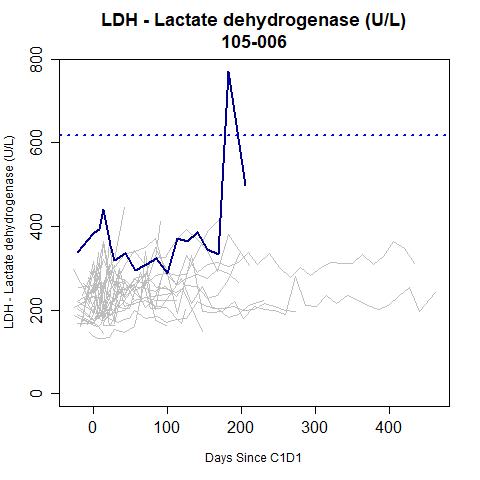 LDH - Lactate dehydrogenase (U/L)
105-006
LDH - Lactate dehydrogenase (U/L)
800
600
400
200
0
0 100 200 300 400
Days Since C1D1